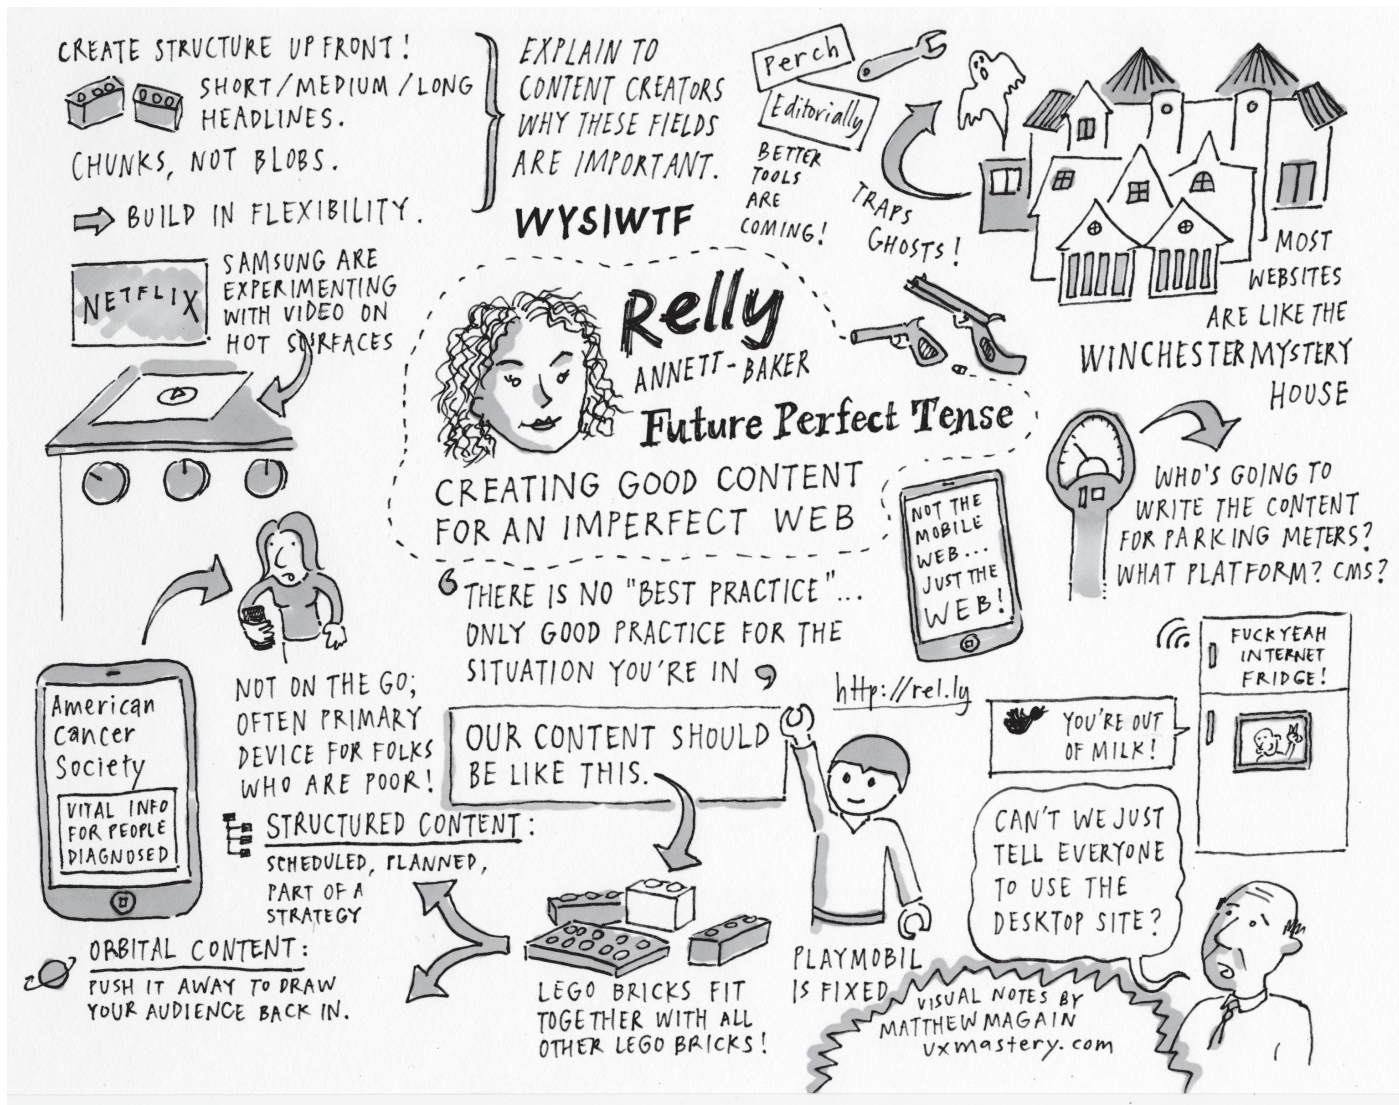 CREATE STRUCTURE UP FRONT!
SHORT/MEDIUM/LONG
HEADLINES.
CHUNKS, NOT BLOBS.
BUILD IN FLEXIBILITY.
EXPLAIN TO
CONTENT CREATORS
WHY THESE FIELDS
ARE IMPORTANT.
WYSIWTF
Perch
Editorially
BETTER
TOOLS
ARE
COMING!
TRAPS
GHOSTS!
MOST
WEBSITES
ARE LIKE THE
WINCHESTER MYSTERY
HOUSE
NETFLIX
SAMSUNG ARE
EXPERIMENTING
WITH VIDEO ON
HOT SURFACES
Relly
ANNETT-BAKER
Future Perfect Tense
CREATING GOOD CONTENT
FOR AN IMPERFECT WEB
NOT THE
MOBILE
WEB...
JUST THE
WEB!
WHO'S GOING TO
WRITE THE CONTENT
FOR PARKING METERS?
WHAT PLATFORM? CMS?
‘THERE IS NO "BEST PRACTICE"...
ONLY GOOD PRACTICE FOR THE
SITUATION YOU'RE IN’
http://rel.ly
FUCK YEAH
INTERNET
FRIDGE!
YOU'RE OUT
OF MILK!
American
Cancer
Society
VITAL INFO
FOR PEOPLE
DIAGNOSED
NOT ON THE GO;
OFTEN PRIMARY
DEVICE FOR FOLKS
WHO ARE POOR!
OUR CONTENT SHOULD
BE LIKE THIS.
STRUCTURED CONTENT:
SCHEDULED, PLANNED,
PART OF A
STRATEGY
ORBITAL CONTENT:
PUSH IT AWAY TO DRAW
YOUR AUDIENCE BACK IN.
LEGO BRICKS FIT
TOGETHER WITH ALL
OTHER LEGO BRICKS!
PLAYMOBIL
IS FIXED
CAN'T WE JUST
TELL EVERYONE
TO USE THE
DESKTOP SITE?
VISUAL NOTES BY
MATTHEW MAGAIN
uxmastery.com